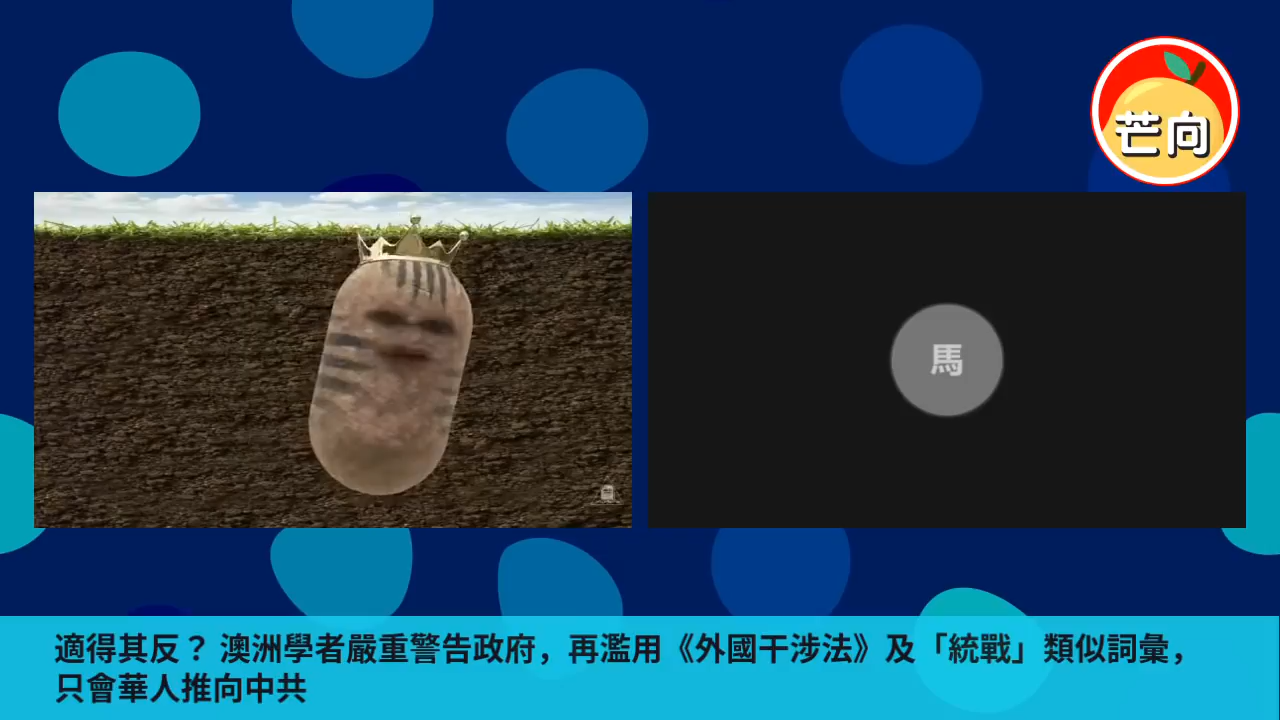 芒向
馬
適得其反？ 澳洲學者嚴重警告政府，再濫用《外國干涉法》及「統戰」類似詞彙，
只會華人推向中共